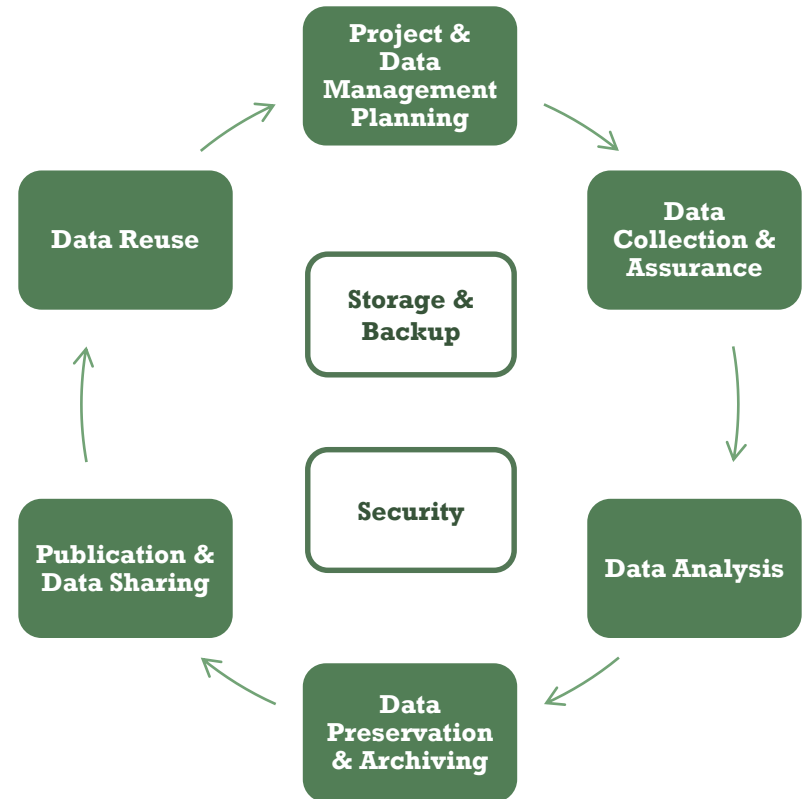 Project &
Data
Management
Planning
Data
Collection &
Assurance
Data Analysis
Data
Preservation
& Archiving
Publication &
Data Sharing
Data Reuse
Storage &
Backup
Security